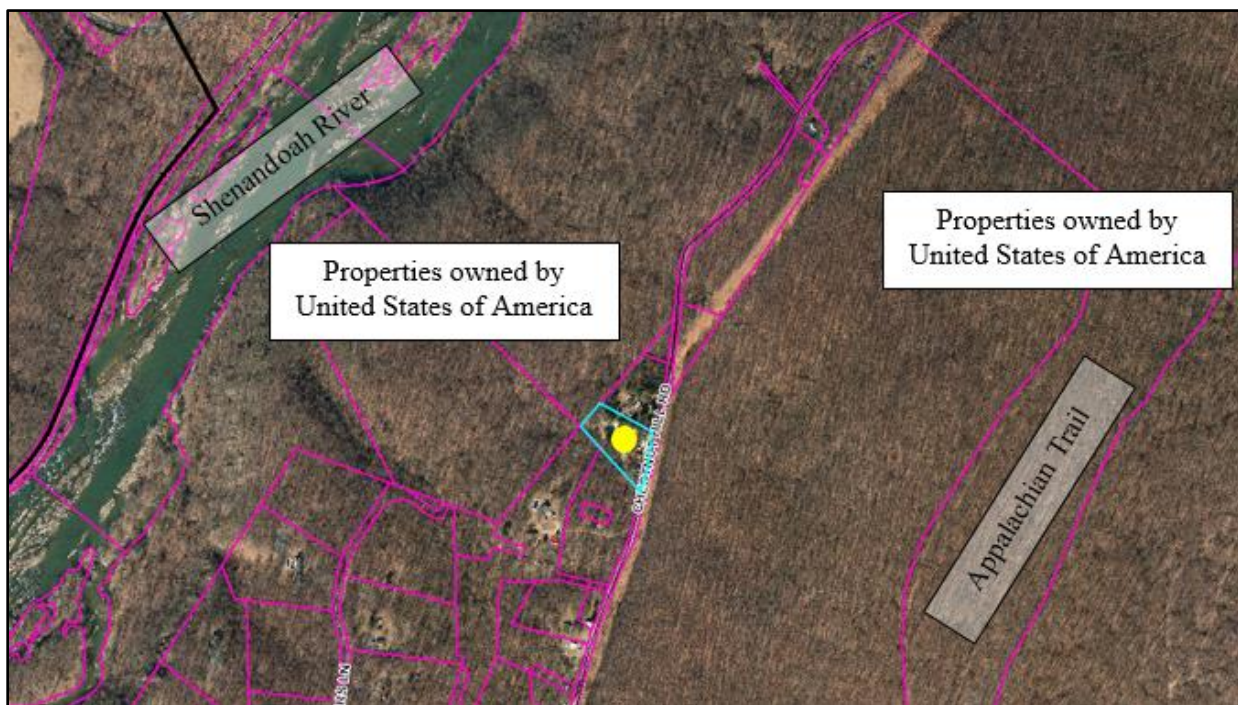 Shenandoah River
Properties owned by
United States of America
Properties owned by
United States of America
Appalachian Trail